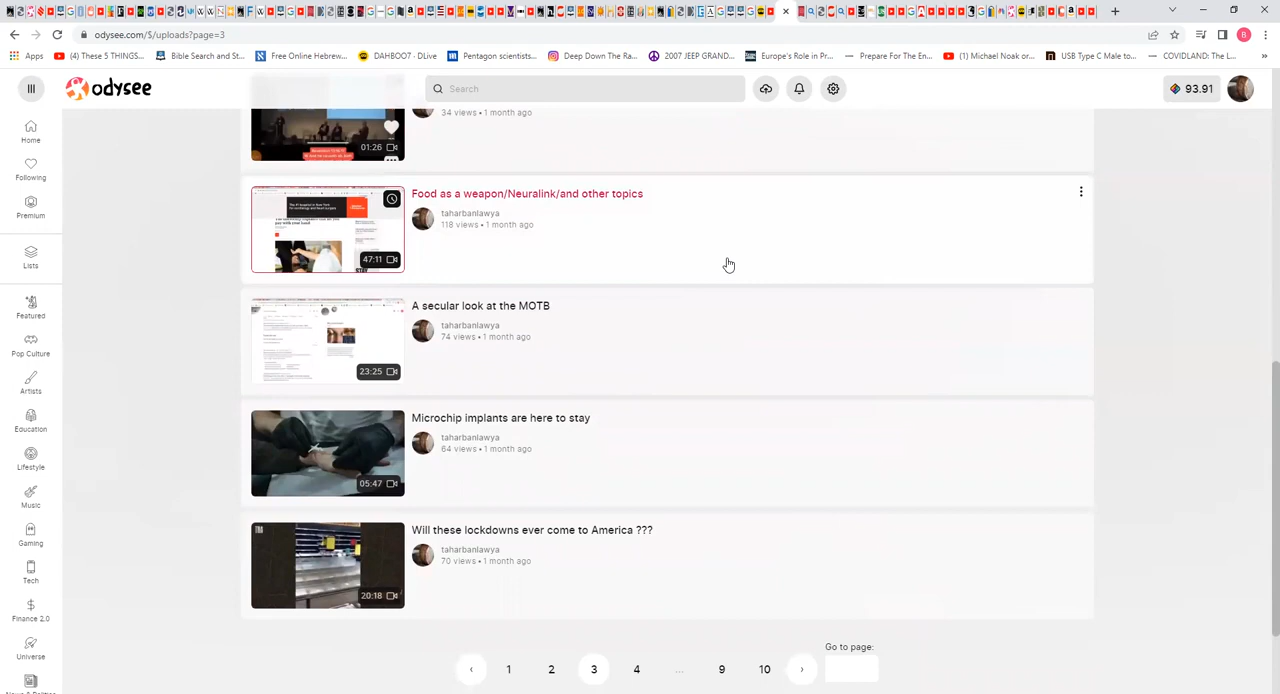 odysee.com/$/uploads?page=3
B
Apps
(4) These 5 THINGS...
Bible Search and St...
Free Online Hebrew...
DAHBOO7 - DLive
Pentagon scientists...
Deep Down The Ra...
2007 JEEP GRAND...
Europe's Role in Pr...
Prepare For The En...
(1) Michael Noak or...
USB Type C Male to...
COVIDLAND: The L...
»
odysee
Search
93.91
34 views • 1 month ago
01:26
Home
Following
Premium
Lists
Featured
Pop Culture
Artists
Education
Lifestyle
Music
Gaming
Tech
Finance 2.0
Universe
Food as a weapon/Neuralink/and other topics
taharbanlawya
118 views • 1 month ago
47:11
A secular look at the MOTB
taharbanlawya
74 views • 1 month ago
23:25
Microchip implants are here to stay
taharbanlawya
64 views • 1 month ago
05:47
Will these lockdowns ever come to America ???
taharbanlawya
70 views • 1 month ago
20:18
Go to page:
‹ 1 2 3 4 ... 9 10 ›